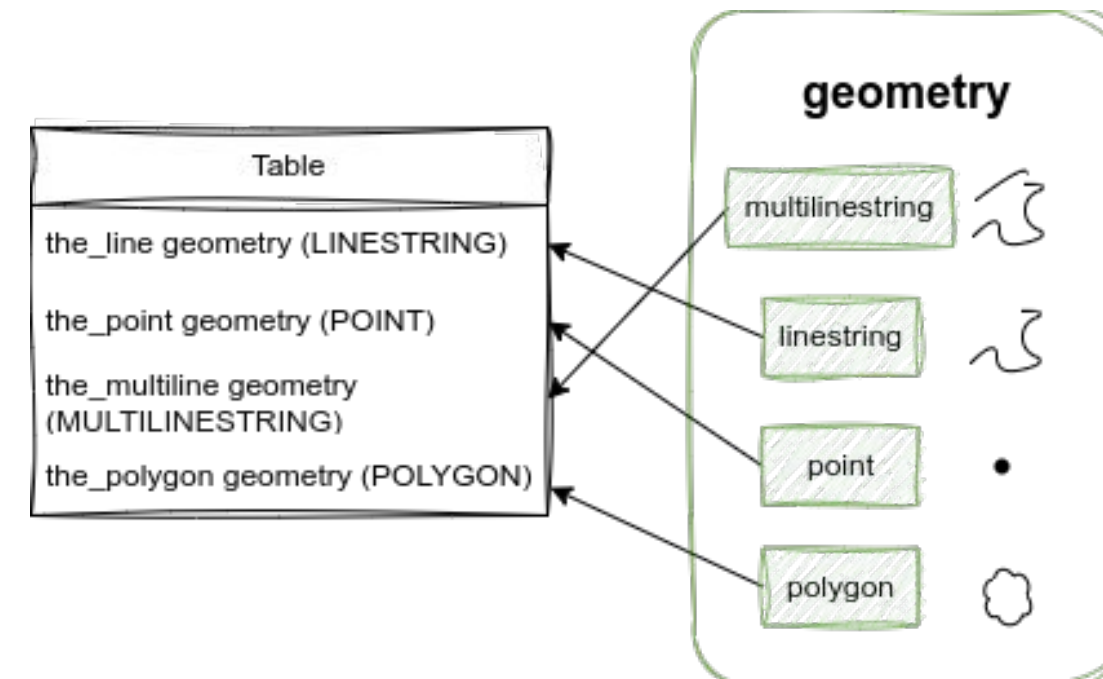 Table
the_line geometry (LINESTRING)
the_point geometry (POINT)
the_multiline geometry
(MULTILINESTRING)
the_polygon geometry (POLYGON)
geometry
multilinestring
linestring
point
polygon